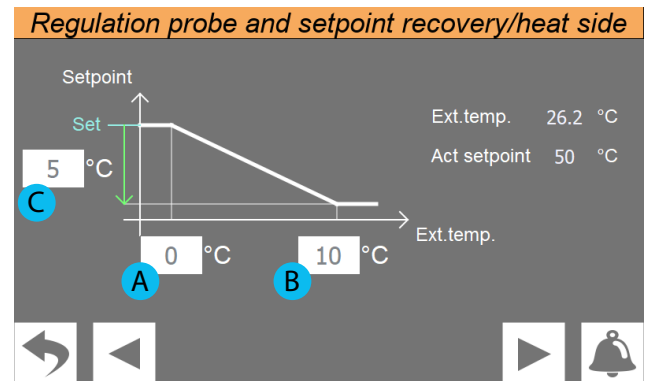 Regulation probe and setpoint recovery/heat side
Setpoint
Ext.temp. 26.2 °C
Set
Act setpoint 50 °C
5 °C
C
Ext.temp.
0 °C
10 °C
A
B